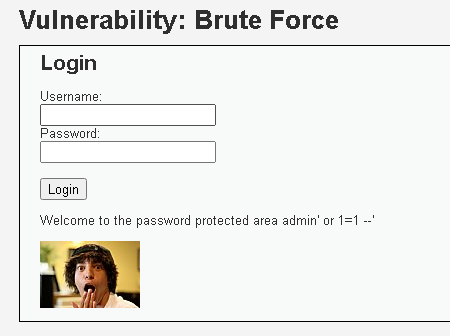 Vulnerability: Brute Force
Login
Username:
Password:
Login
Welcome to the password protected area admin' or 1=1 --'